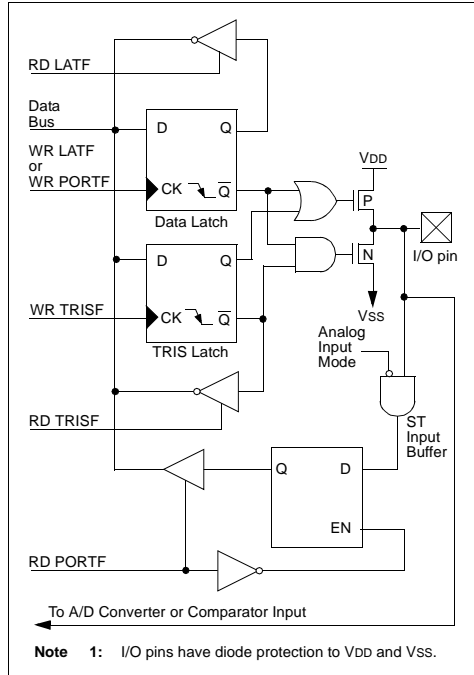 RD LATF
Data
Bus
D Q
WR LATF
or
WR PORTF
CK Q
Data Latch
VDD
P
I/O pin
D Q
N
WR TRISF
CK Q
TRIS Latch
VSS
Analog
Input
Mode
RD TRISF
ST
Input
Buffer
Q D
EN
RD PORTF
To A/D Converter or Comparator Input
Note 1: I/O pins have diode protection to VDD and VSS.